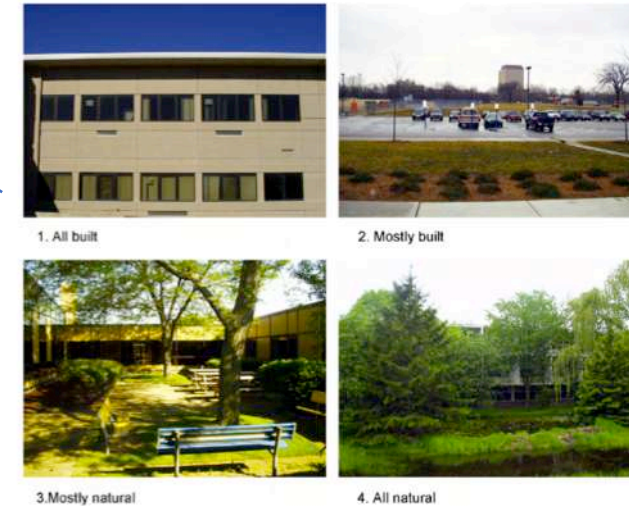 1. All built
2. Mostly built
3.Mostly natural
4. All natural